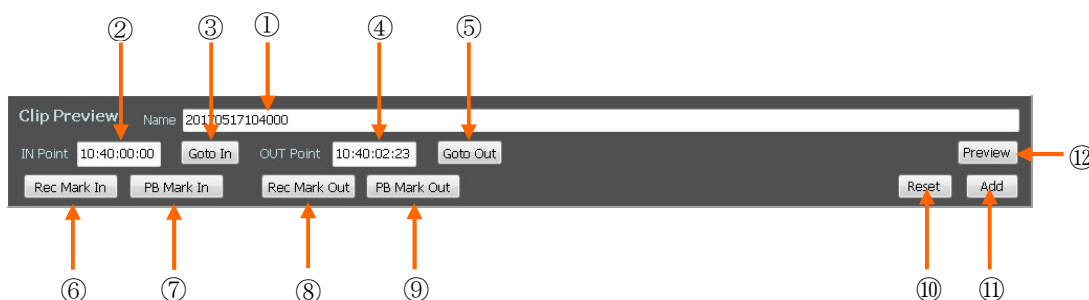 ② ③ ① ④ ⑤
Clip Preview Name 20170517104000
IN Point 10:40:00:00 Goto In OUT Point 10:40:02:23 Goto Out Preview ⑫
Rec Mark In PB Mark In Rec Mark Out PB Mark Out Reset Add
⑥ ⑦ ⑧ ⑨ ⑩ ⑪